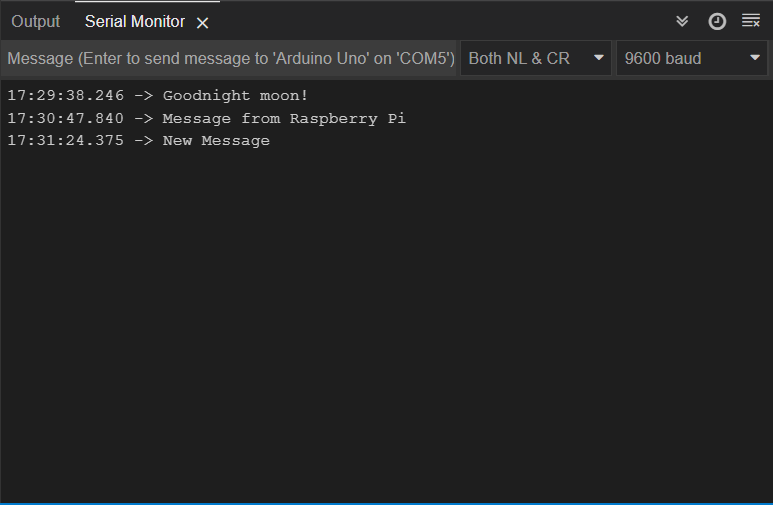 Output Serial Monitor
Message (Enter to send message to 'Arduino Uno' on 'COM5') Both NL & CR 9600 baud
17:29:38.246 -> Goodnight moon!
17:30:47.840 -> Message from Raspberry Pi
17:31:24.375 -> New Message